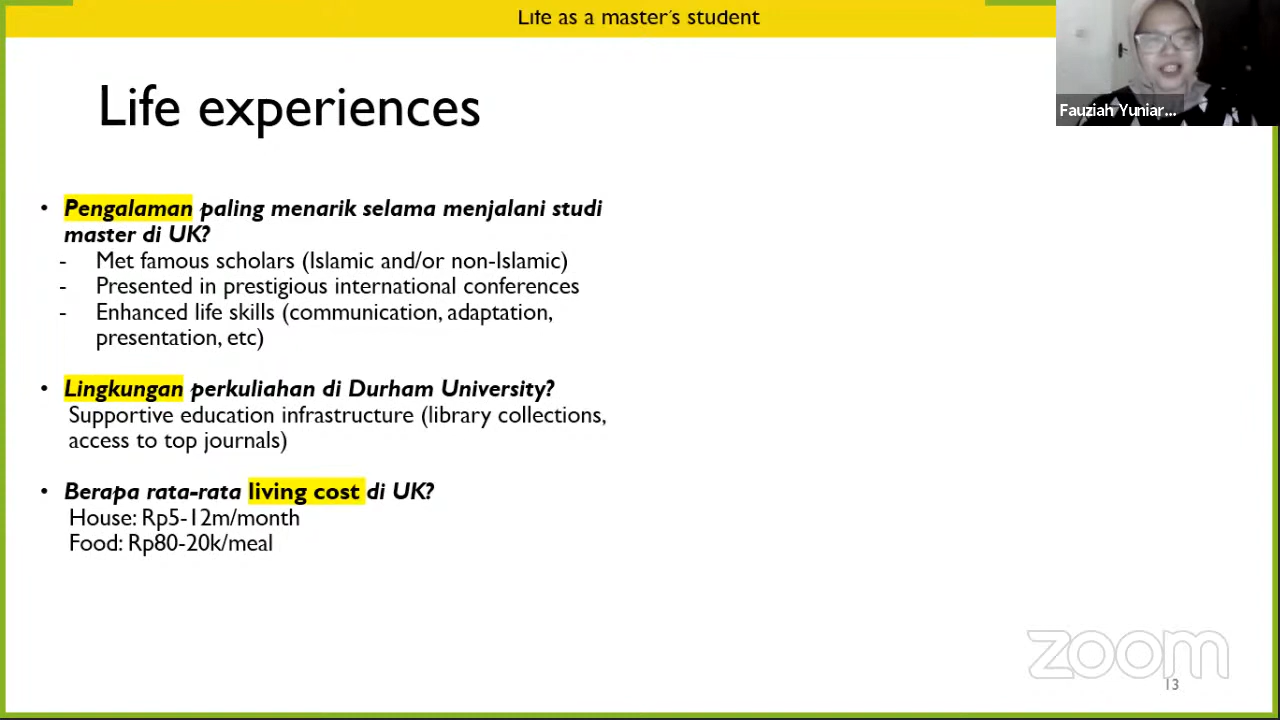 Life as a master's student
Life experiences
Fauziah Yuniar...
• Pengalaman paling menarik selama menjalani studi
master di UK?
- Met famous scholars (Islamic and/or non-Islamic)
- Presented in prestigious international conferences
- Enhanced life skills (communication, adaptation,
presentation, etc)
• Lingkungan perkuliahan di Durham University?
Supportive education infrastructure (library collections,
access to top journals)
• Berapa rata-rata living cost di UK?
House: Rp5-12m/month
Food: Rp80-20k/meal
zoom
13